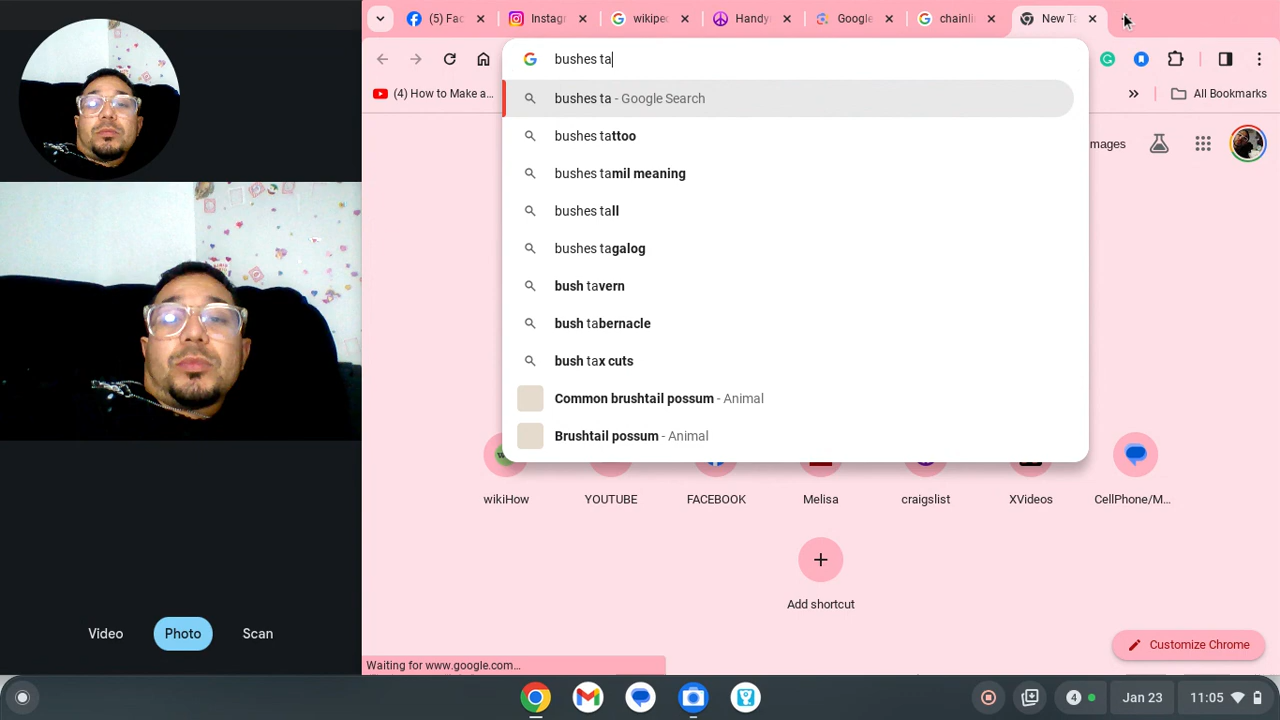 (5) Fac
Instagr
wikipe
Handy
Google
chainli
New Ta
bushes ta
(4) How to Make a...
All Bookmarks
bushes ta - Google Search
mages
bushes tattoo
bushes tamil meaning
bushes tall
bushes tagalog
bush tavern
bush tabernacle
bush tax cuts
Common brushtail possum - Animal
Brushtail possum - Animal
wikiHow
YOUTUBE
FACEBOOK
Melisa
craigslist
XVideos
CellPhone/M...
Add shortcut
Video
Photo
Scan
Customize Chrome
Waiting for www.google.com...
4
Jan 23
11:05